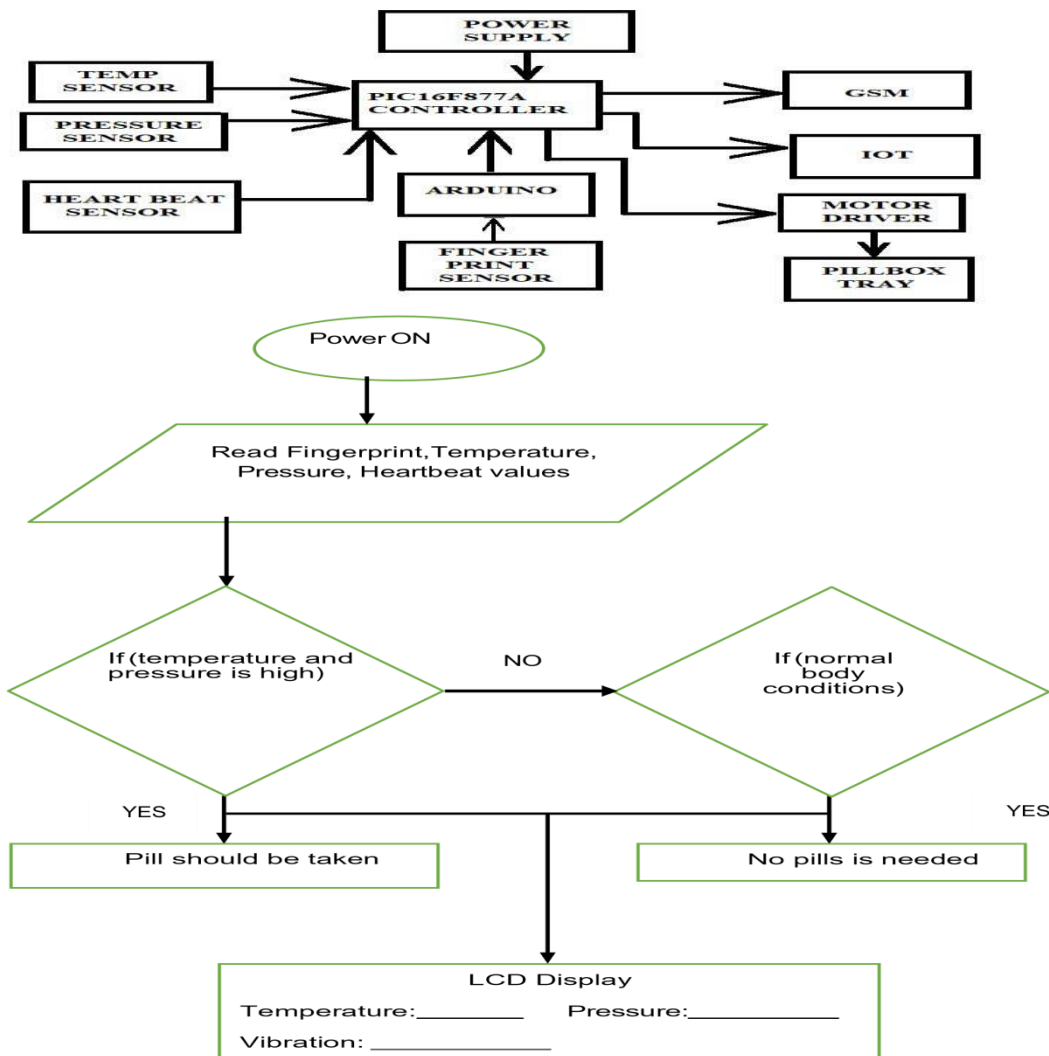 POWER
SUPPLY
TEMP
SENSOR
PIC16F877A
CONTROLLER
GSM
PRESSURE
SENSOR
IOT
HEART BEAT
SENSOR
ARDUINO
MOTOR
DRIVER
FINGER
PRINT
SENSOR
PILLBOX
TRAY
Power ON
Read Fingerprint,Temperature,
Pressure, Heartbeat values
If (temperature and
pressure is high)
NO
If (normal
body
conditions)
YES
YES
Pill should be taken
No pills is needed
LCD Display
Temperature:________ Pressure:___________
Vibration: _____________